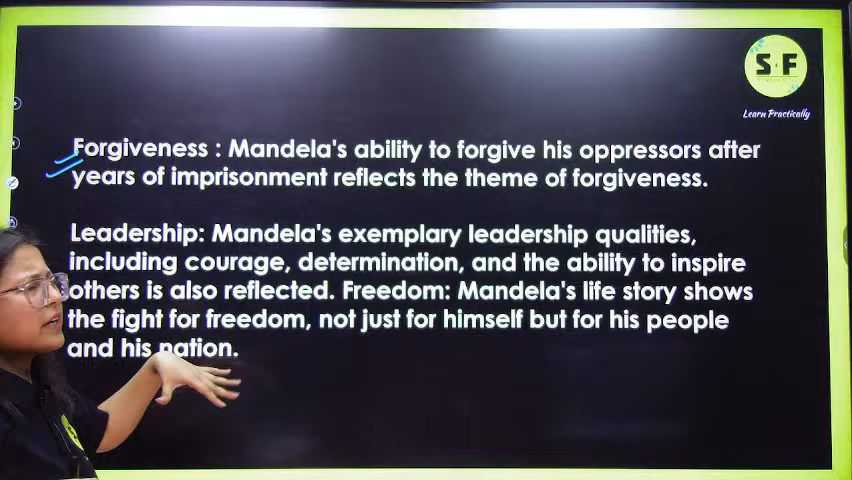 S F
Learn Practically
Forgiveness : Mandela's ability to forgive his oppressors after
years of imprisonment reflects the theme of forgiveness.
Leadership: Mandela's exemplary leadership qualities,
including courage, determination, and the ability to inspire
others is also reflected. Freedom: Mandela's life story shows
the fight for freedom, not just for himself but for his people
and his nation.